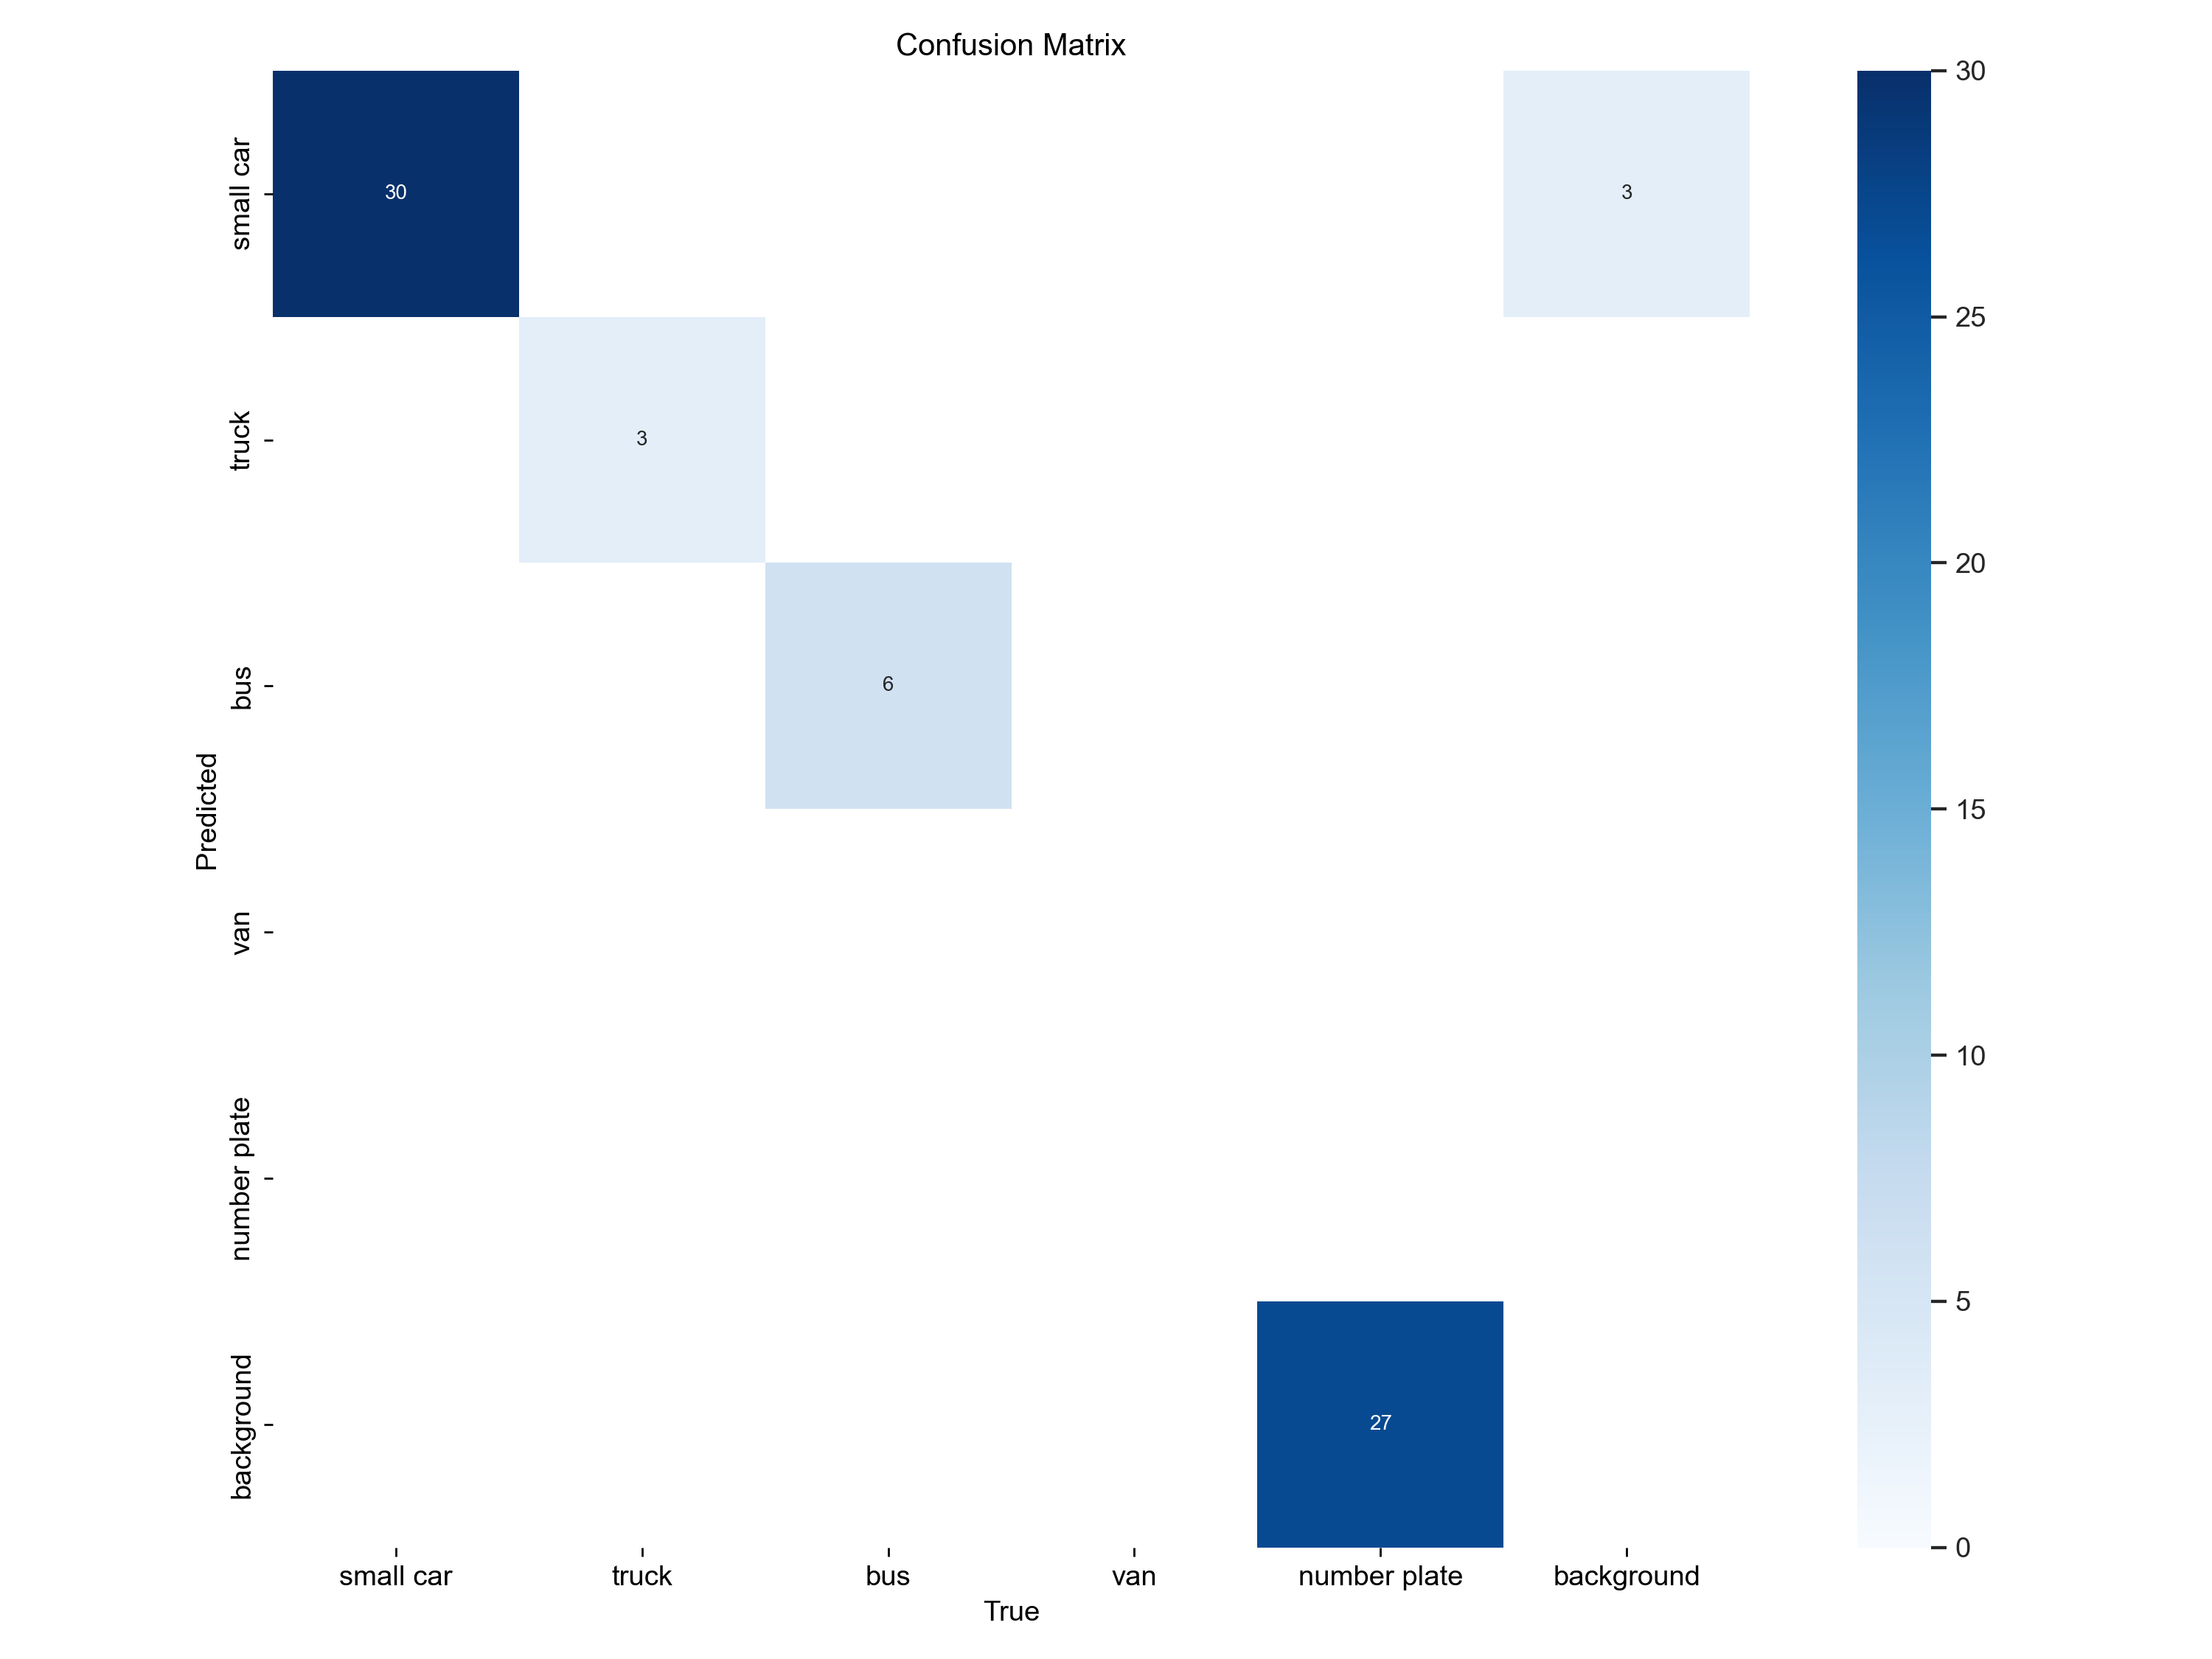 Confusion Matrix
small car
truck
bus
van
number plate
background
Predicted
30
3
3
6
27
small car
truck
bus
van
number plate
background
True
30
25
20
15
10
5
0